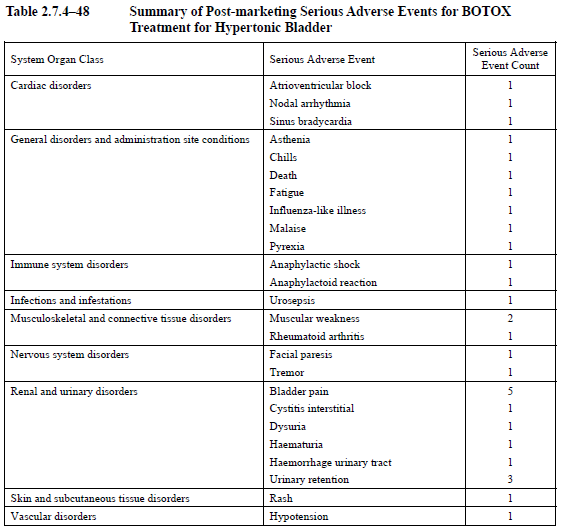 Table 2.7.4–48 Summary of Post-marketing Serious Adverse Events for BOTOX
Treatment for Hypertonic Bladder
System Organ Class Serious Adverse Event Serious Adverse
Event Count
Cardiac disorders Atrioventricular block 1
Nodal arrhythmia 1
Sinus bradycardia 1
General disorders and administration site conditions Asthenia 1
Chills 1
Death 1
Fatigue 1
Influenza-like illness 1
Malaise 1
Pyrexia 1
Immune system disorders Anaphylactic shock 1
Anaphylactoid reaction 1
Infections and infestations Urosepsis 1
Musculoskeletal and connective tissue disorders Muscular weakness 2
Rheumatoid arthritis 1
Nervous system disorders Facial paresis 1
Tremor 1
Renal and urinary disorders Bladder pain 5
Cystitis interstitial 1
Dysuria 1
Haematuria 1
Haemorrhage urinary tract 1
Urinary retention 3
Skin and subcutaneous tissue disorders Rash 1
Vascular disorders Hypotension 1